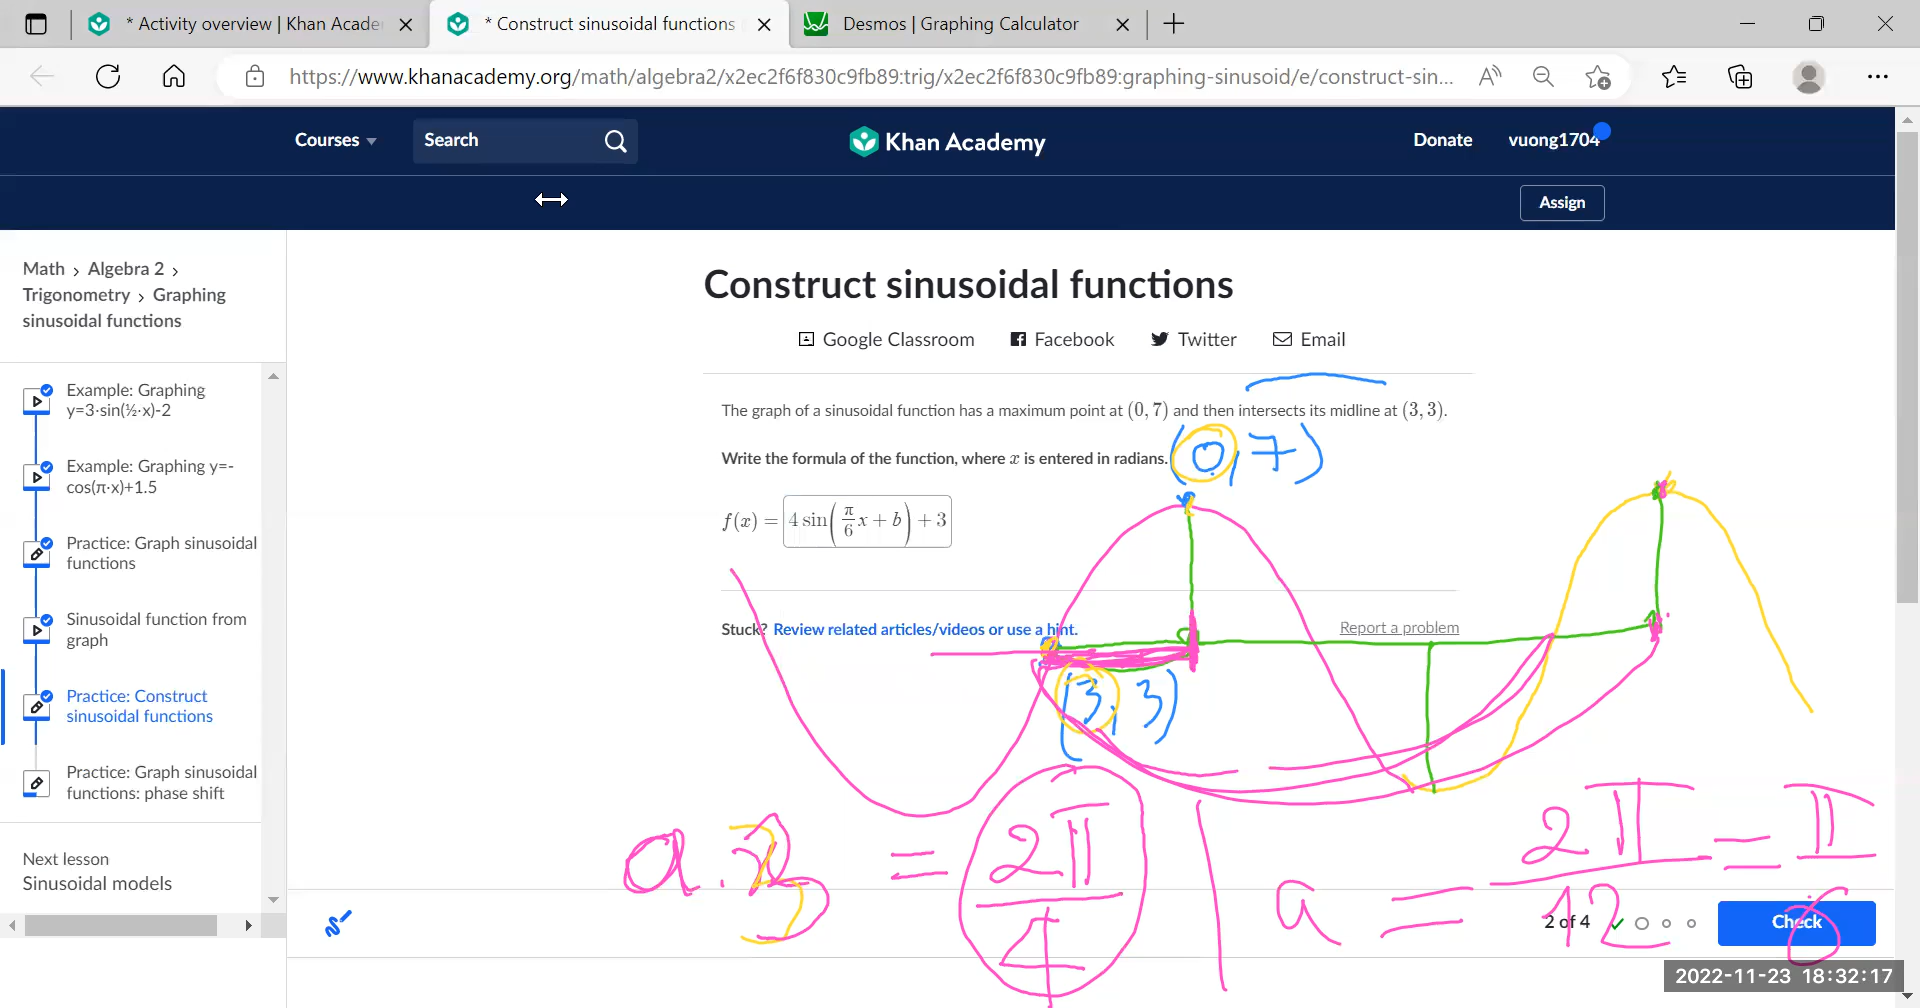 * Activity overview | Khan Acade
* Construct sinusoidal functions
Desmos | Graphing Calculator
https://www.khanacademy.org/math/algebra2/x2ec2f6f830c9fb89:trig/x2ec2f6f830c9fb89:graphing-sinusoid/e/construct-sin...
Courses
Search
Khan Academy
Donate
vuong1704
Assign
Math > Algebra 2 >
Trigonometry > Graphing
sinusoidal functions
Example: Graphing
y=3·sin(½·x)-2
Example: Graphing y=-
cos(π·x)+1.5
Practice: Graph sinusoidal
functions
Sinusoidal function from
graph
Practice: Construct
sinusoidal functions
Practice: Graph sinusoidal
functions: phase shift
Next lesson
Sinusoidal models
Construct sinusoidal functions
Google Classroom
Facebook
Twitter
Email
The graph of a sinusoidal function has a maximum point at (0, 7) and then intersects its midline at (3, 3).
Write the formula of the function, where x is entered in radians.
(0, 7)
f(x) = 4 sin(π/6 x + b) + 3
Stuck? Review related articles/videos or use a hint.
Report a problem
(3, 3)
a . 3 = 2π/4
a = 2π/12 = π/6
2 of 4
Check
2022-11-23 18:32:17